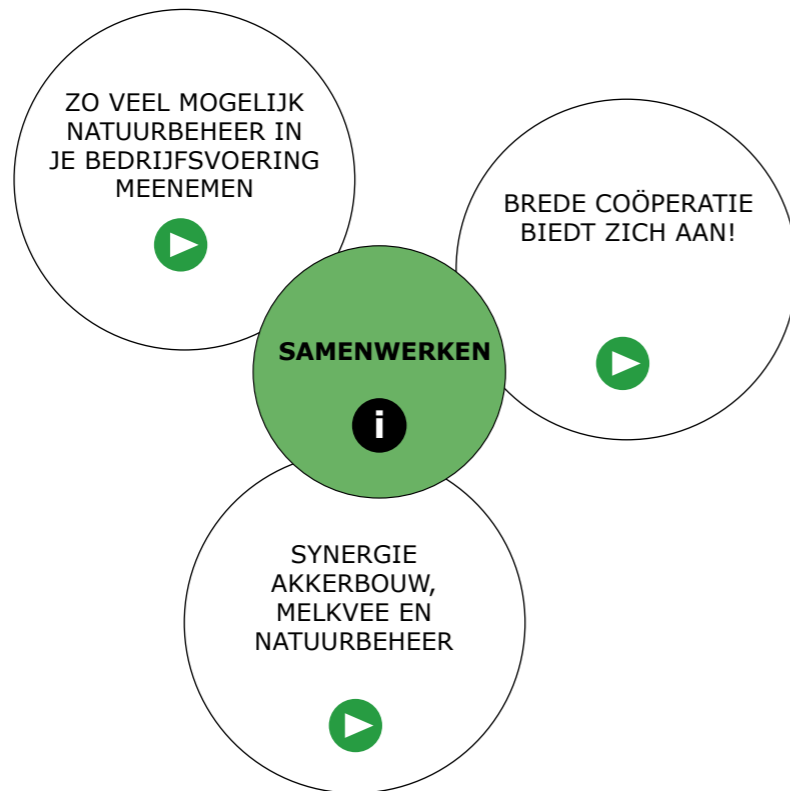 ZO VEEL MOGELIJK
NATUURBEHEER IN
JE BEDRIJFSVOERING
MEENEMEN
BREDE COÖPERATIE
BIEDT ZICH AAN!
SAMENWERKEN
i
SYNERGIE
AKKERBOUW,
MELKVEE EN
NATUURBEHEER